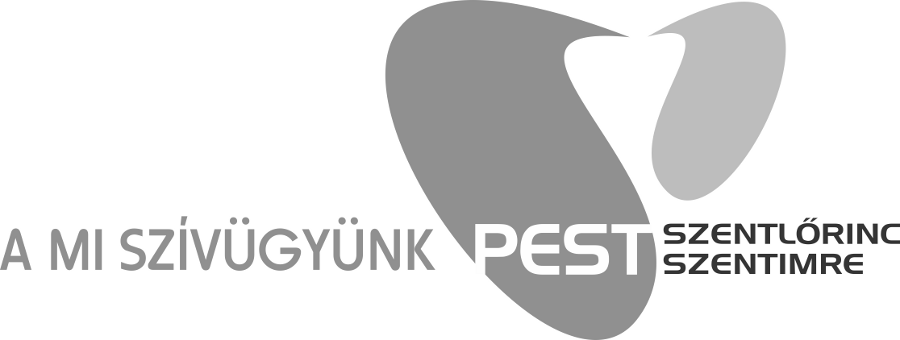 A MI SZÍVÜGYÜNK PEST SZENTLŐRINC
SZENTIMRE